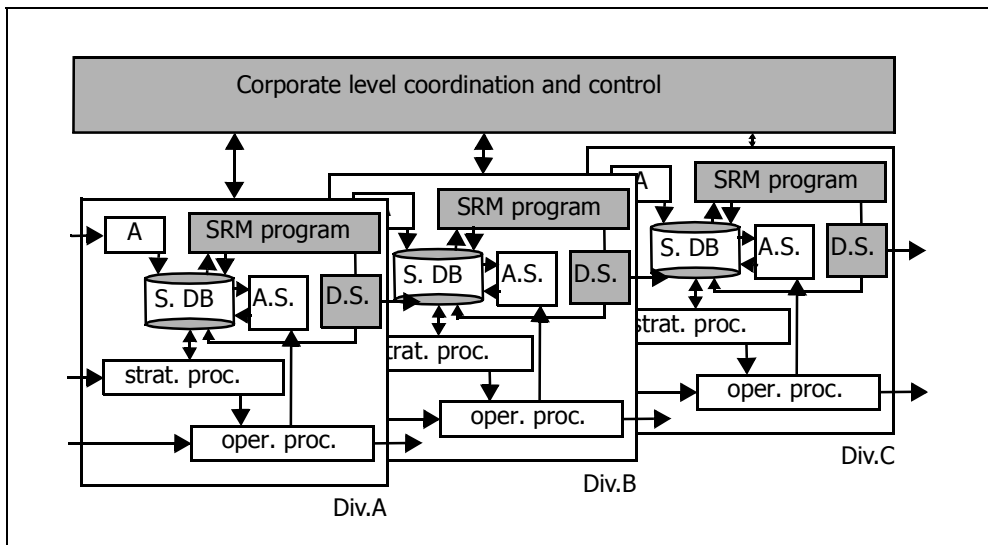 Corporate level coordination and control
A
SRM program
S. DB
A.S.
D.S.
strat. proc.
oper. proc.
Div.A
SRM program
S. DB
A.S.
D.S.
trat. proc.
oper. proc.
Div.B
A
SRM program
S. DB
A.S.
D.S.
strat. proc.
oper. proc.
Div.C